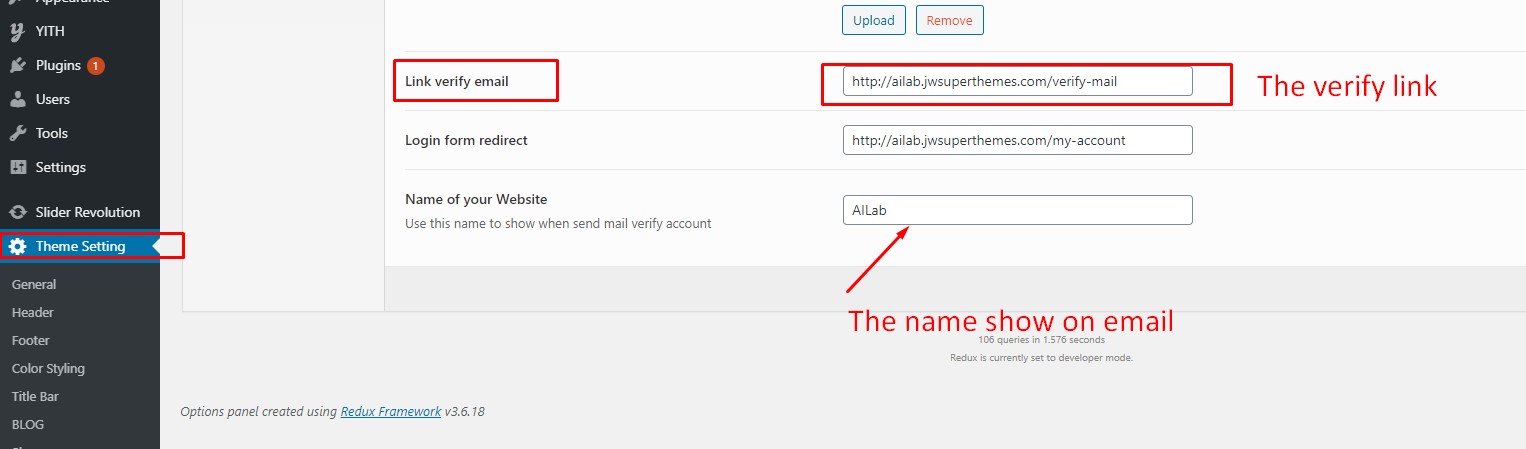 Appearance
YITH
Plugins 1
Users
Tools
Settings
Slider Revolution
Theme Setting
General
Header
Footer
Color Styling
Title Bar
BLOG
Upload Remove
Link verify email
http://ailab.jwsuperthemes.com/verify-mail
The verify link
Login form redirect
http://ailab.jwsuperthemes.com/my-account
Name of your Website
Use this name to show when send mail verify account
AILab
The name show on email
106 queries in 1.576 seconds
Redux is currently set to developer mode.
Options panel created using Redux Framework v3.6.18